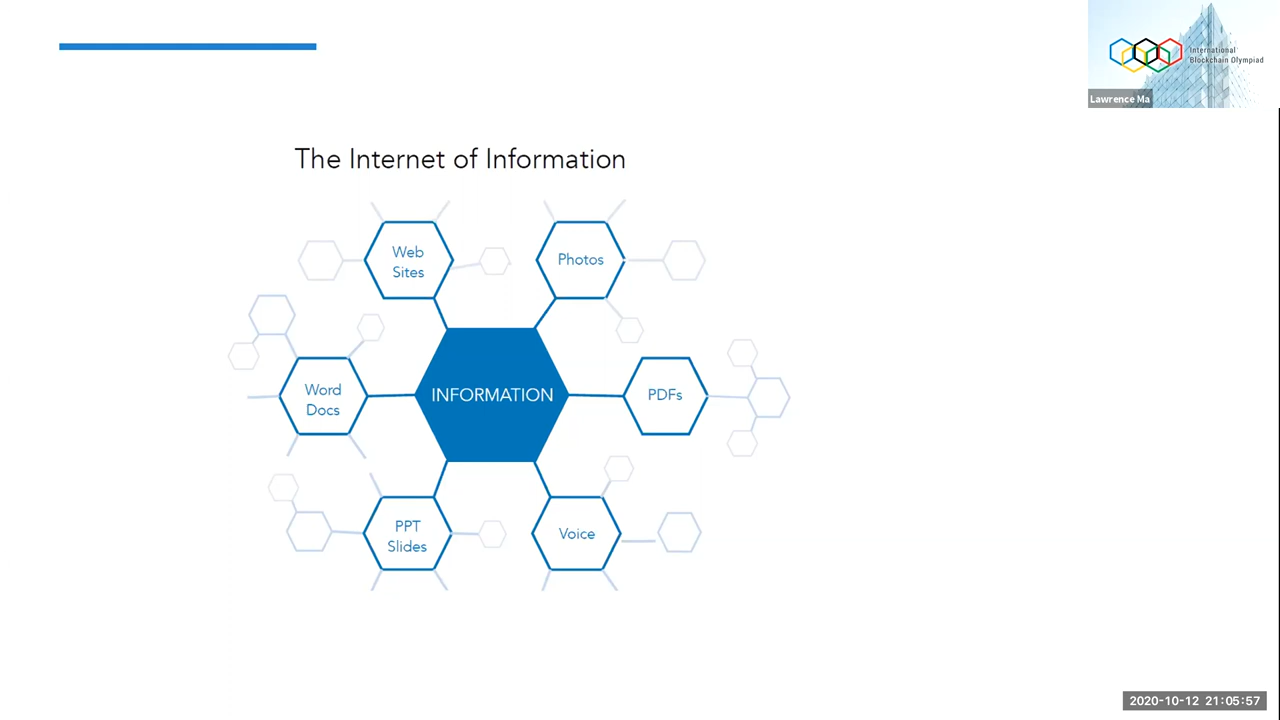 International
Blockchain Olympiad
Lawrence Ma
The Internet of Information
Web
Sites
Photos
Word
Docs
INFORMATION
PDFs
PPT
Slides
Voice
2020-10-12 21:05:57